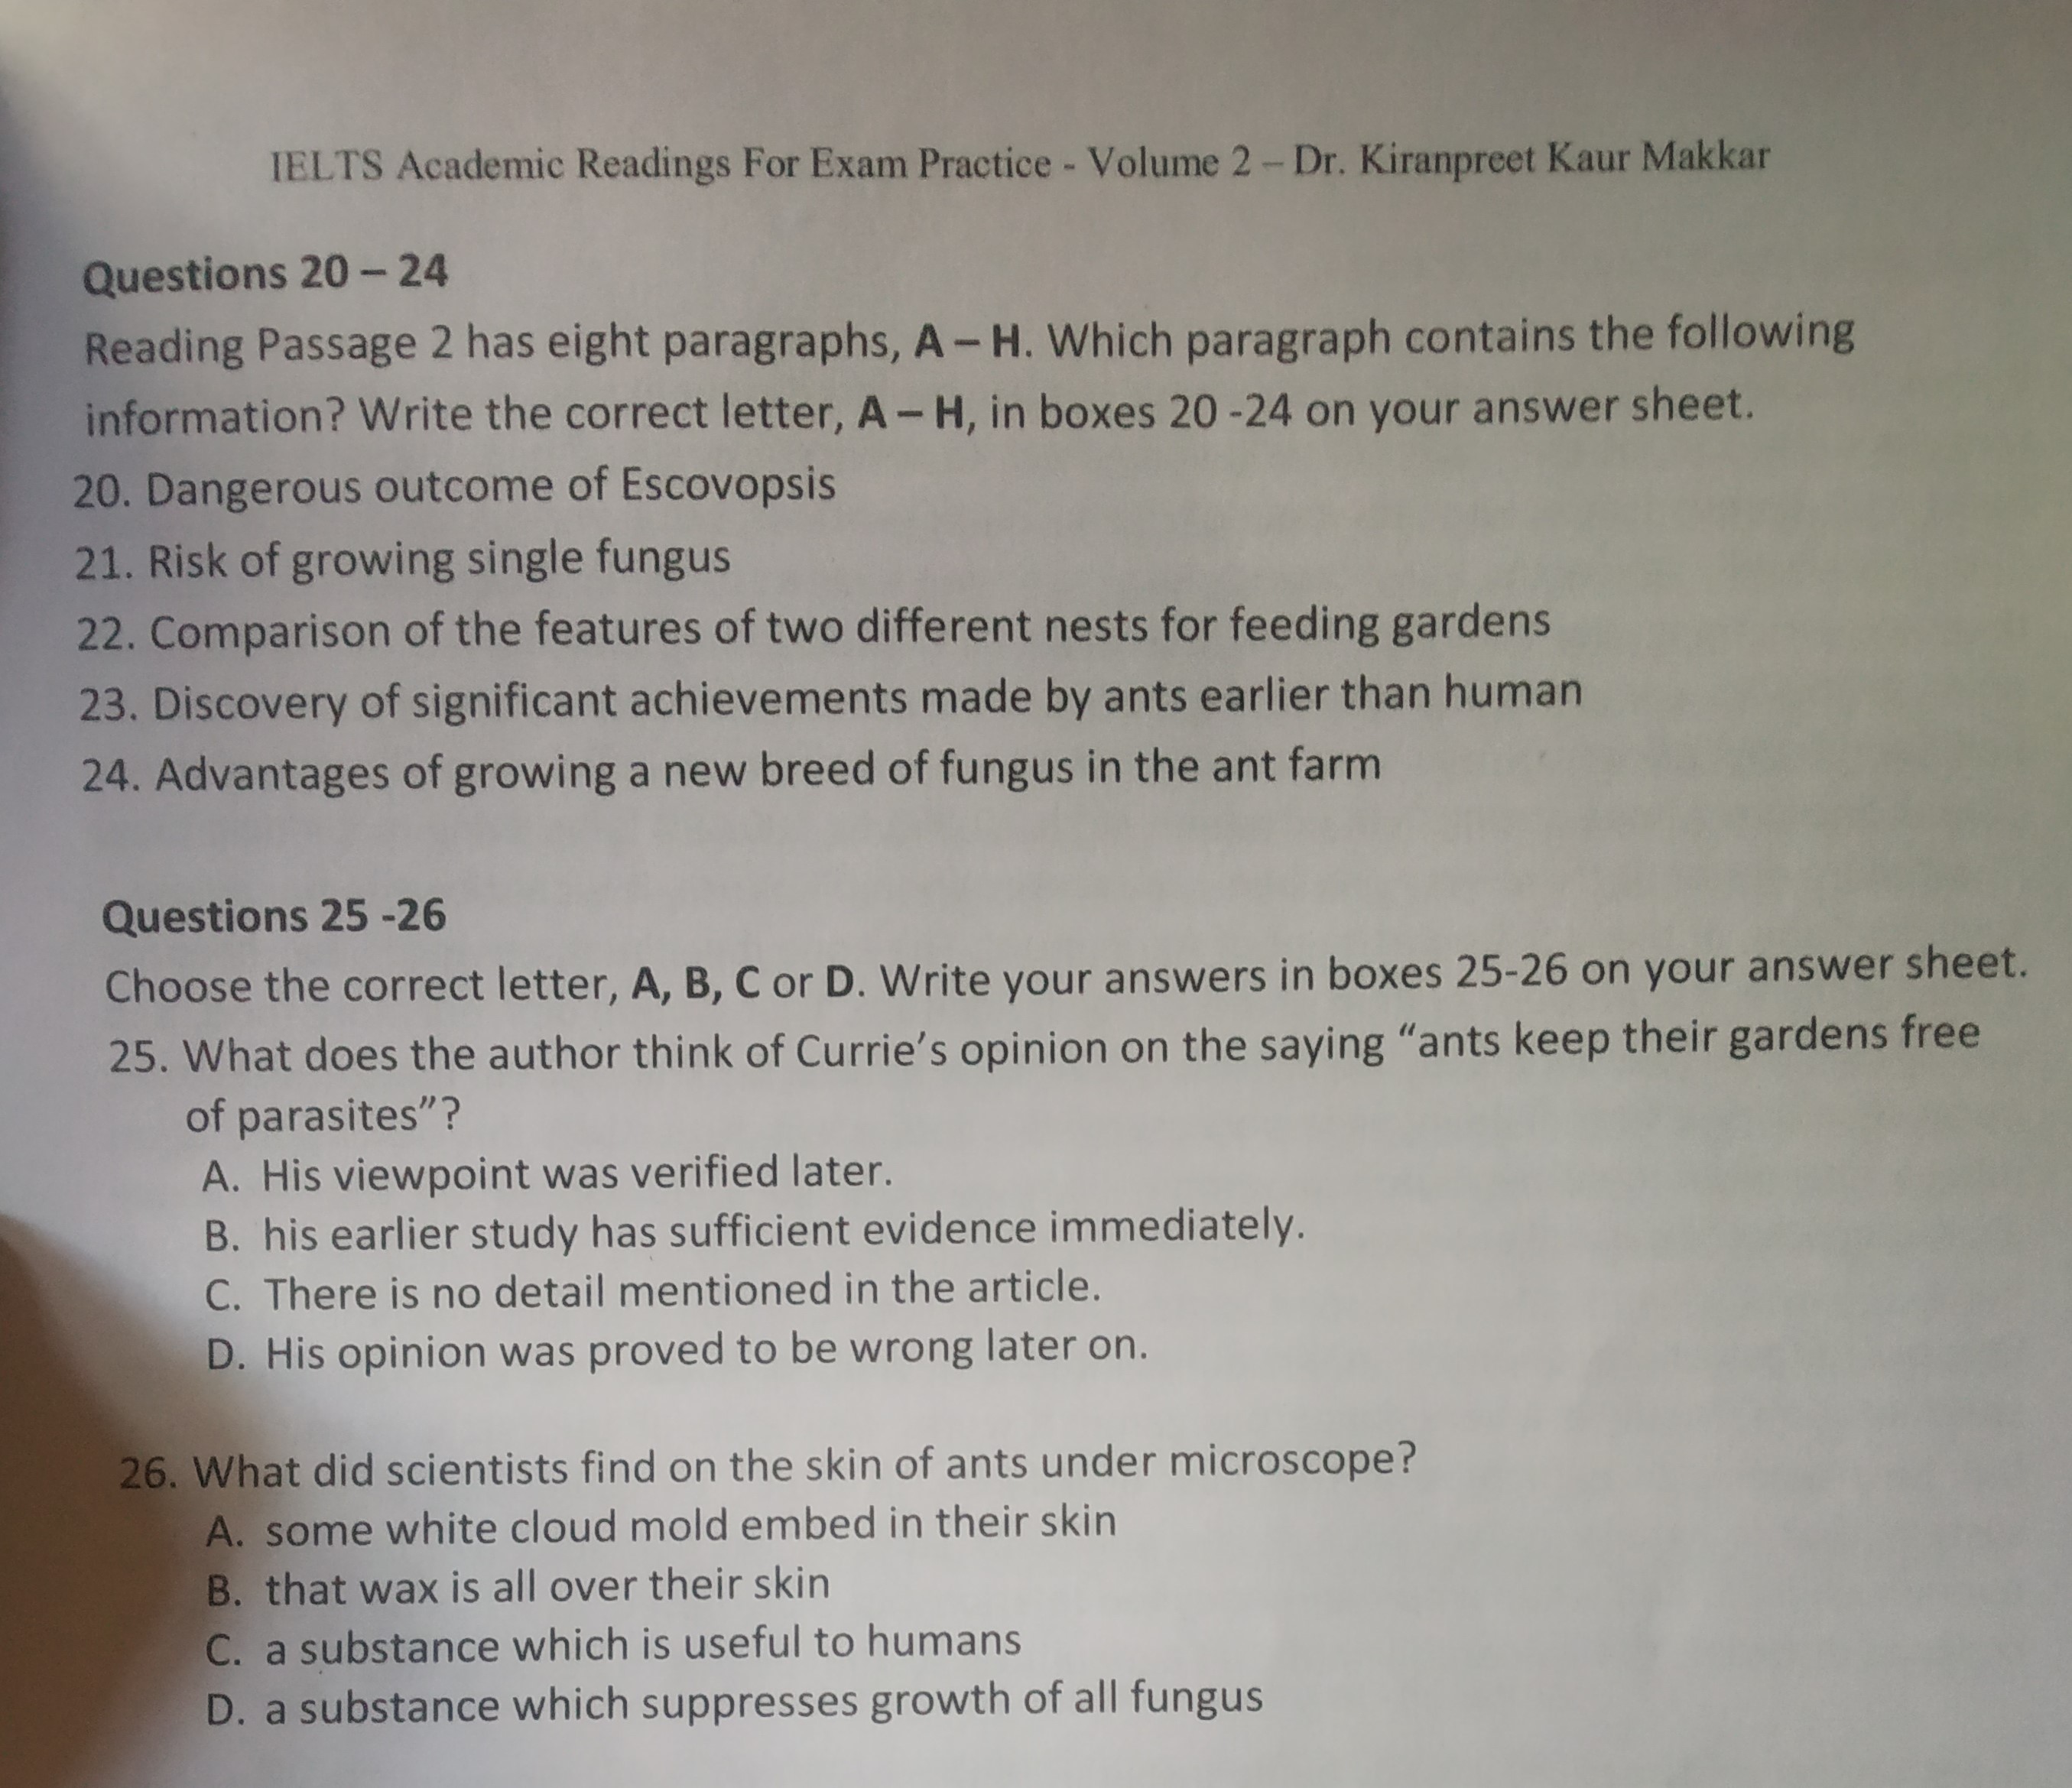 IELTS Academic Readings For Exam Practice - Volume 2 – Dr. Kiranpreet Kaur Makkar
Questions 20 – 24
Reading Passage 2 has eight paragraphs, A – H. Which paragraph contains the following
information? Write the correct letter, A – H, in boxes 20 -24 on your answer sheet.
20. Dangerous outcome of Escovopsis
21. Risk of growing single fungus
22. Comparison of the features of two different nests for feeding gardens
23. Discovery of significant achievements made by ants earlier than human
24. Advantages of growing a new breed of fungus in the ant farm
Questions 25 -26
Choose the correct letter, A, B, C or D. Write your answers in boxes 25-26 on your answer sheet.
25. What does the author think of Currie’s opinion on the saying “ants keep their gardens free
of parasites”?
A. His viewpoint was verified later.
B. his earlier study has sufficient evidence immediately.
C. There is no detail mentioned in the article.
D. His opinion was proved to be wrong later on.
26. What did scientists find on the skin of ants under microscope?
A. some white cloud mold embed in their skin
B. that wax is all over their skin
C. a substance which is useful to humans
D. a substance which suppresses growth of all fungus